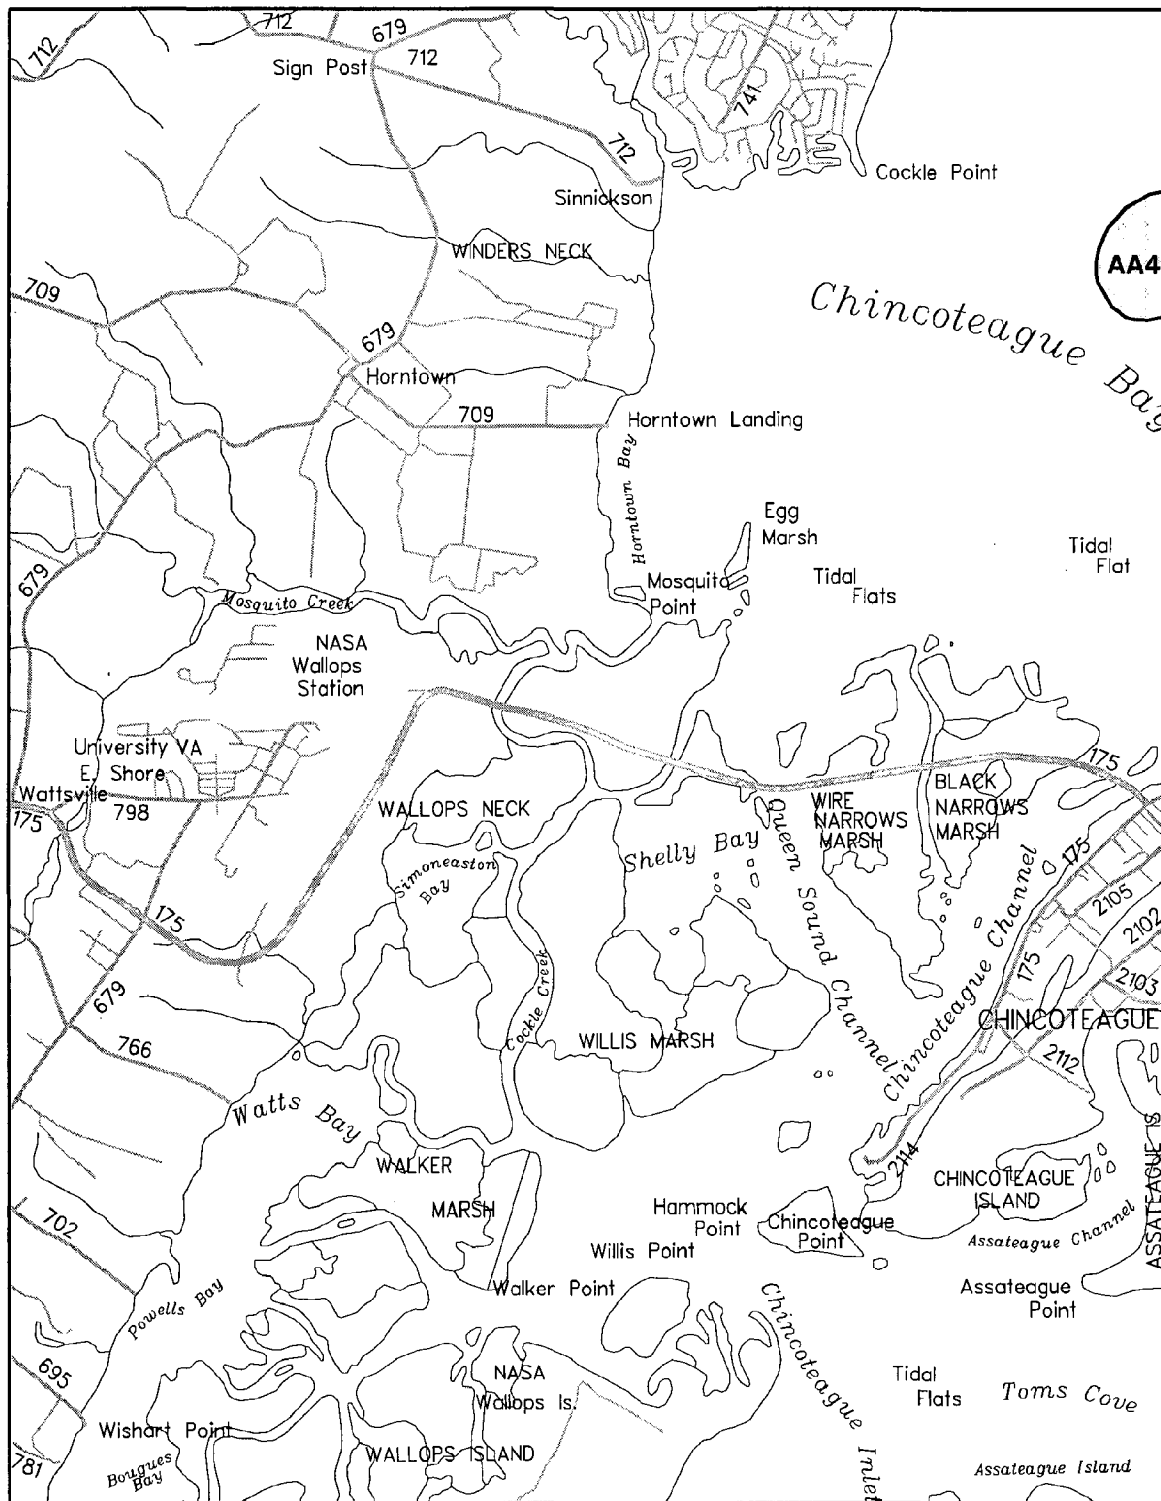 712
679
712
712
Sign Post
741
712
Cockle Point
Sinnickson
WINDERS NECK
AA4
709
Chincoteague Bay
679
Horntown
709
Horntown Landing
Horntown Bay
Egg
Marsh
Tidal
Flat
679
Mosquito
Point
Tidal
Flats
Mosquito Creek
NASA
Wallops
Station
University VA
E. Shore
175
Wattsville
798
175
WALLOPS NECK
WIRE
NARROWS
MARSH
BLACK
NARROWS
MARSH
Shelly Bay
Simoneaston
Bay
Queen Sound Channel
175
2105
175
2102
Cockle Creek
175
2103
679
Chincoteague Channel
CHINCOTEAGUE
766
WILLIS MARSH
2112
Watts Bay
WALKER
MARSH
2114
CHINCOTEAGUE
ISLAND
ASSATEAGUE IS
702
Hammock
Point
Chincoteague
Point
Assateague Channel
Willis Point
Walker Point
Assateague
Point
Powells Bay
Chincoteague Inlet
695
NASA
Wallops Is.
Tidal
Flats
Toms Cove
Wishart Point
781
Bougues
Bay
WALLOPS ISLAND
Assateague Island